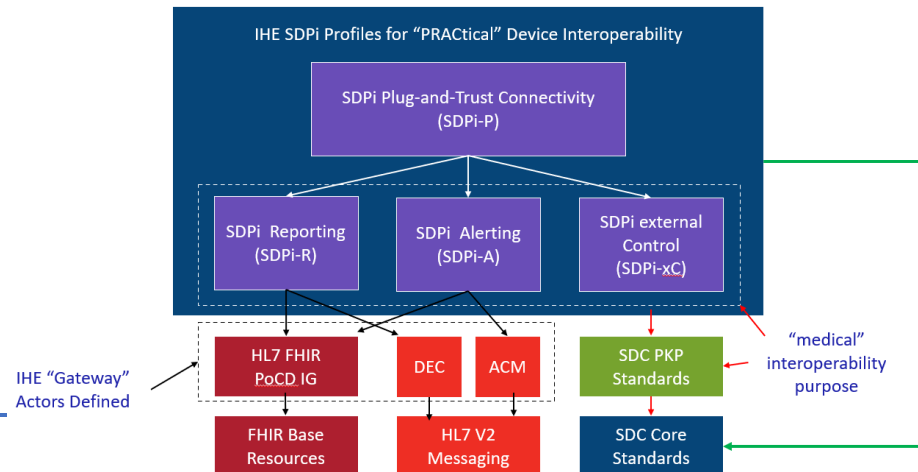 IHE SDPi Profiles for “PRACtical” Device Interoperability
SDPi Plug-and-Trust Connectivity
(SDPi-P)
SDPi Reporting
(SDPi-R)
SDPi Alerting
(SDPi-A)
SDPi external
Control
(SDPi-xC)
IHE “Gateway”
Actors Defined
HL7 FHIR
PoCD IG
DEC
ACM
SDC PKP
Standards
“medical”
interoperability
purpose
FHIR Base
Resources
HL7 V2
Messaging
SDC Core
Standards